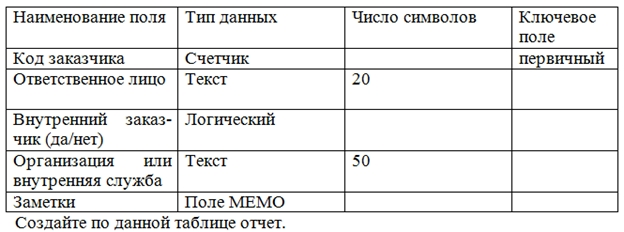 Наименование поля Тип данных Число символов Ключевое
поле
Код заказчика Счетчик первичный
Ответственное лицо Текст 20
Внутренний заказ-
чик (да/нет) Логический
Организация или
внутренняя служба Текст 50
Заметки Поле МЕМО
Создайте по данной таблице отчет.